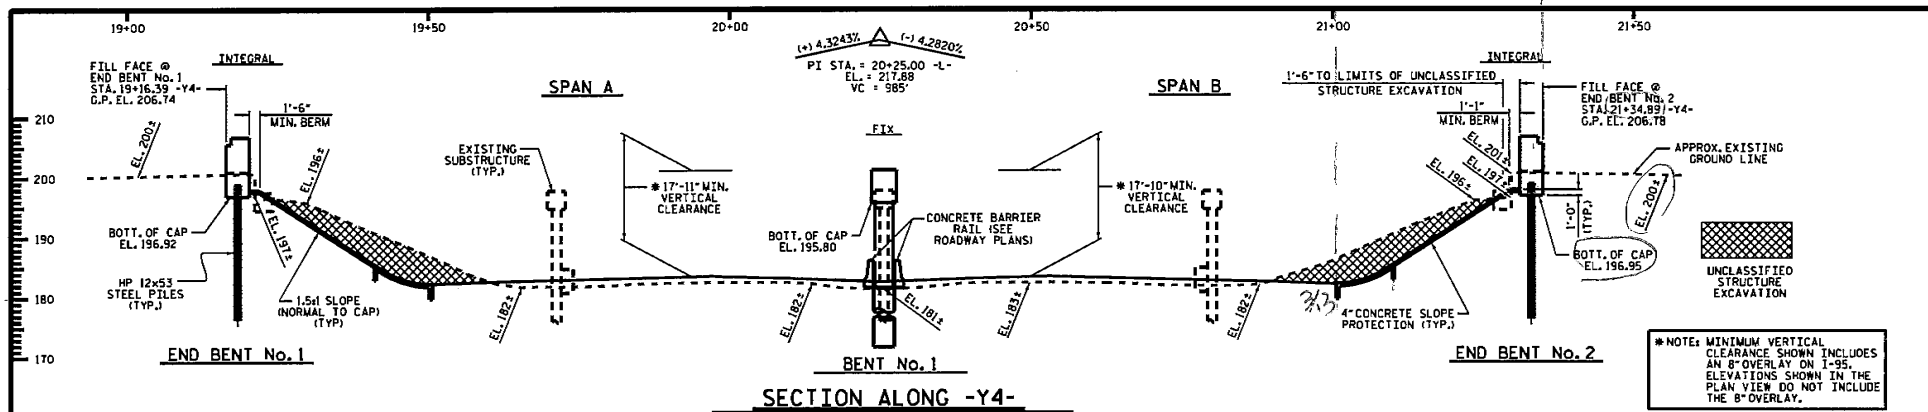 19+00
19+50
20+00
20+50
21+00
21+50
(+) 4.3243%
(-) 4.2820%
PI STA. = 20+25.00 -L-
EL. = 217.88
VC = 985'
INTEGRAL
FILL FACE @
END BENT No. 1
STA. 19+16.39 -Y4-
G.P. EL. 206.74
1'-6"
MIN. BERM
SPAN A
SPAN B
INTEGRAL
1'-6" TO LIMITS OF UNCLASSIFIED
STRUCTURE EXCAVATION
1'-1"
MIN. BERM
FILL FACE @
END BENT No. 2
STA. 21+34.89 -Y4-
G.P. EL. 206.78
210
200
190
180
170
EL. 200±
EL. 196±
EXISTING
SUBSTRUCTURE
(TYP.)
* 17'-11" MIN.
VERTICAL
CLEARANCE
FIX
* 17'-10" MIN.
VERTICAL
CLEARANCE
EL. 201±
EL. 197±
EL. 196±
APPROX. EXISTING
GROUND LINE
EL. 200±
1'-0"
(TYP.)
BOTT. OF CAP
EL. 196.92
EL. 197±
BOTT. OF CAP
EL. 195.80
CONCRETE BARRIER
RAIL (SEE
ROADWAY PLANS)
BOTT. OF CAP
EL. 196.95
HP 12x53
STEEL PILES
(TYP.)
1.5:1 SLOPE
(NORMAL TO CAP)
(TYP)
EL. 182±
EL. 182±
EL. 181±
EL. 183±
EL. 182±
4" CONCRETE SLOPE
PROTECTION (TYP.)
UNCLASSIFIED
STRUCTURE
EXCAVATION
END BENT No. 1
BENT No. 1
END BENT No. 2
SECTION ALONG -Y4-
* NOTE: MINIMUM VERTICAL
CLEARANCE SHOWN INCLUDES
AN 8" OVERLAY ON I-95.
ELEVATIONS SHOWN IN THE
PLAN VIEW DO NOT INCLUDE
THE 8" OVERLAY.